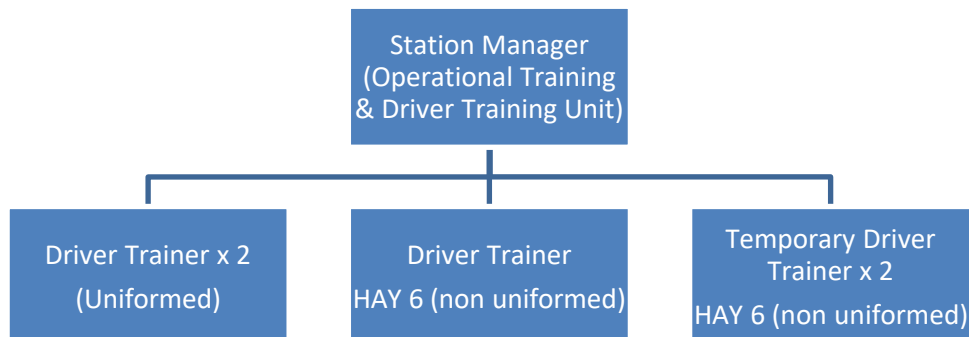 Station Manager
(Operational Training
& Driver Training Unit)
Driver Trainer x 2
(Uniformed)
Driver Trainer
HAY 6 (non uniformed)
Temporary Driver
Trainer x 2
HAY 6 (non uniformed)